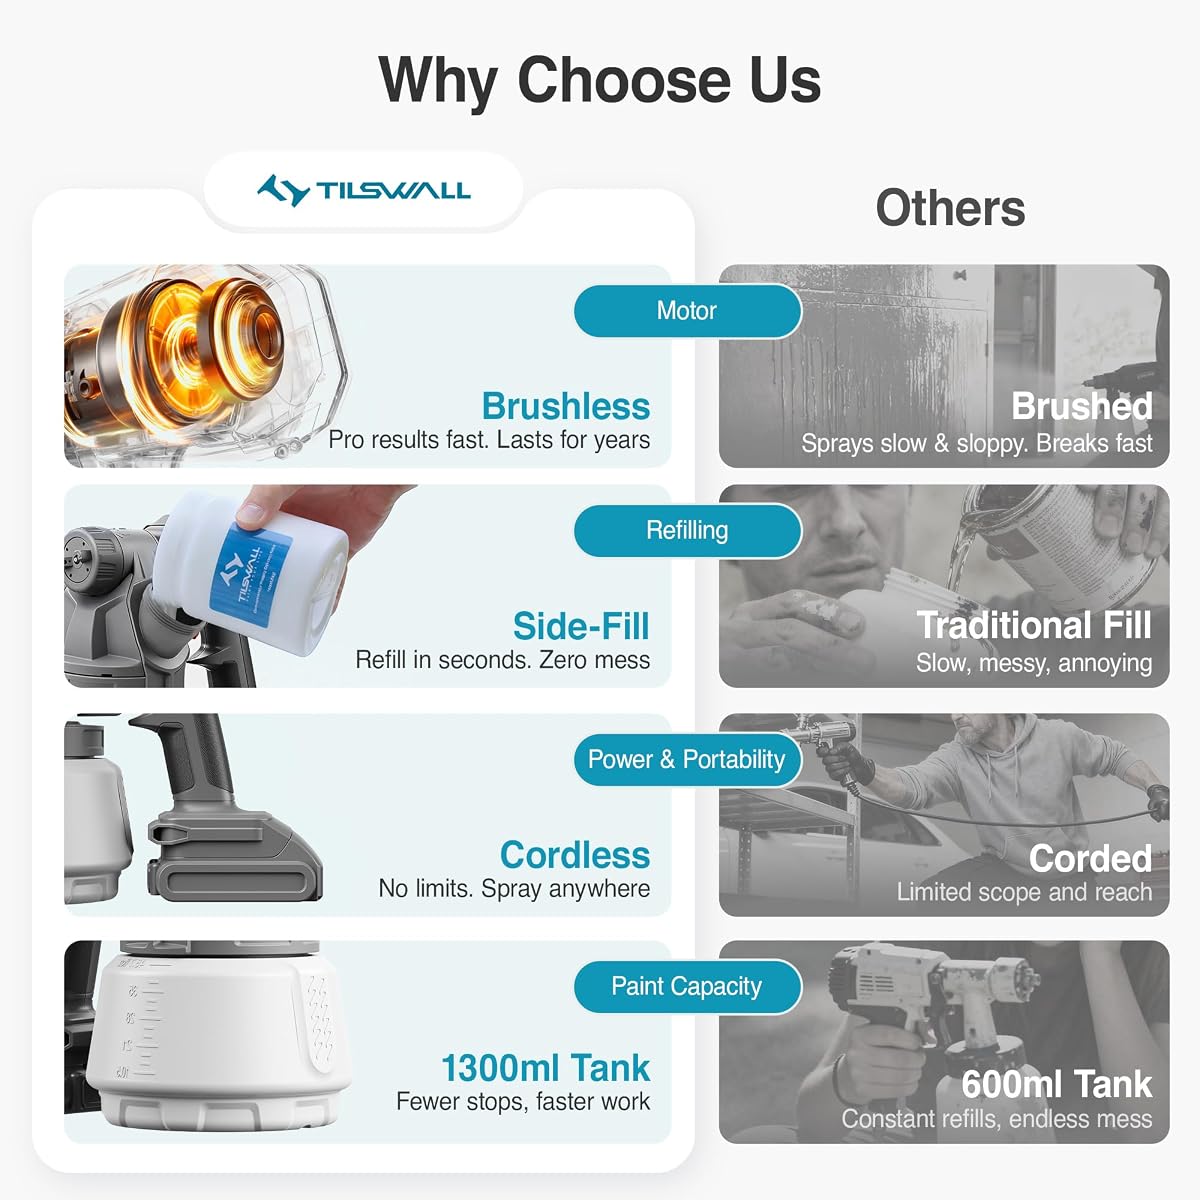 Why Choose Us
TILSWALL
Others
Motor
Brushless
Pro results fast. Lasts for years
Brushed
Sprays slow & sloppy. Breaks fast
Refilling
TILSWALL
Side-Fill
Refill in seconds. Zero mess
Traditional Fill
Slow, messy, annoying
Power & Portability
Cordless
No limits. Spray anywhere
Corded
Limited scope and reach
Paint Capacity
1300ml Tank
Fewer stops, faster work
600ml Tank
Constant refills, endless mess